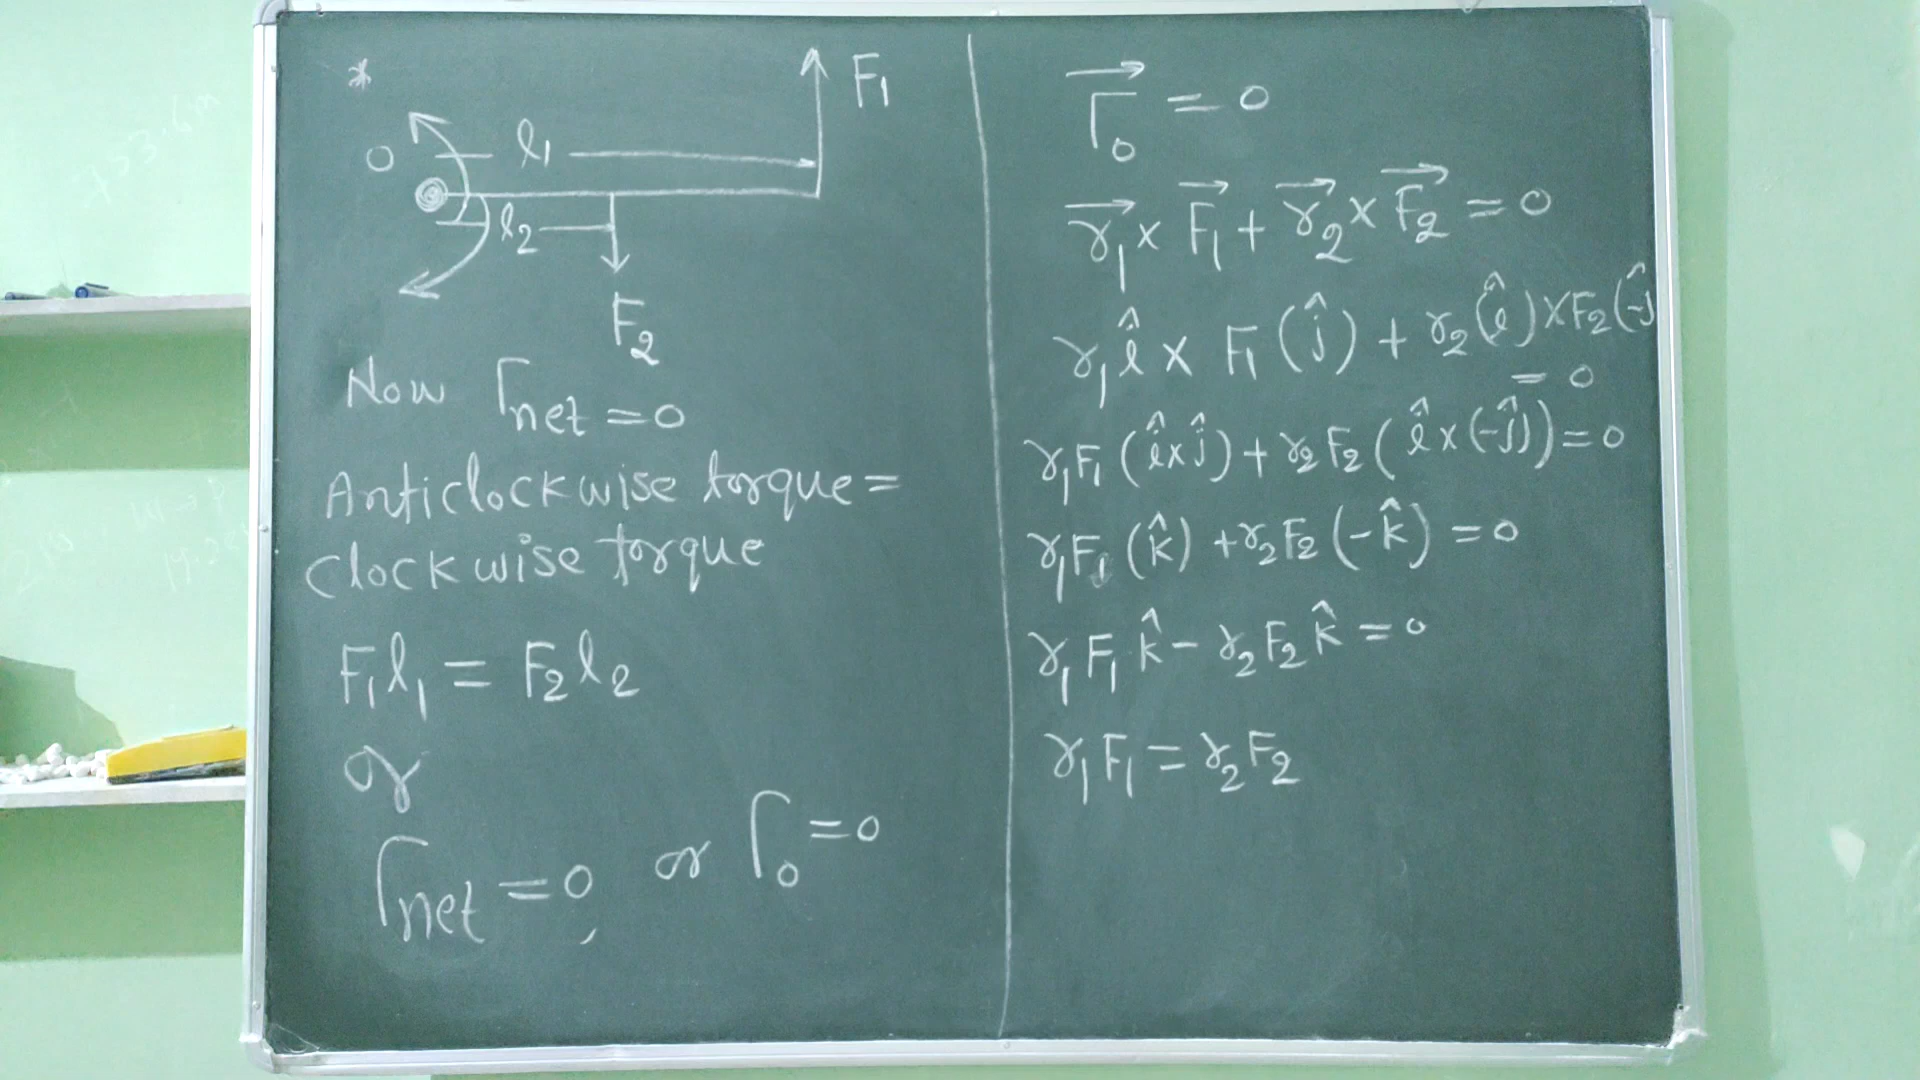 *
F₁
O
l₁
l₂
F₂
Now Γnet = 0
Anticlockwise torque =
clockwise torque
F₁l₁ = F₂l₂
or
Γnet = 0, or Γ₀ = 0
→Γ₀ = 0
→r₁ × →F₁ + →r₂ × →F₂ = 0
r₁ î × F₁ (ĵ) + r₂ (î) × F₂ (-ĵ
= 0
r₁F₁ (î × ĵ) + r₂F₂ (î × (-ĵ)) = 0
r₁F₁ (k̂) + r₂F₂ (-k̂) = 0
r₁F₁ k̂ - r₂F₂ k̂ = 0
r₁F₁ = r₂F₂